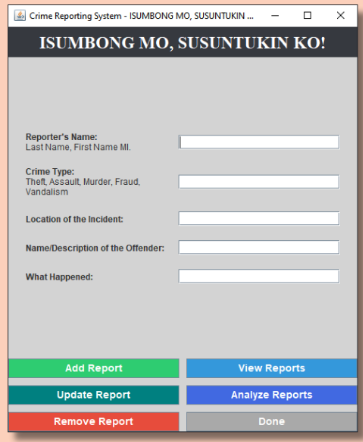 Crime Reporting System - ISUMBONG MO, SUSUNTUKIN ...
ISUMBONG MO, SUSUNTUKIN KO!
Reporter's Name:
Last Name, First Name MI.
Crime Type:
Theft, Assault, Murder, Fraud,
Vandalism
Location of the Incident:
Name/Description of the Offender:
What Happened:
Add Report
View Reports
Update Report
Analyze Reports
Remove Report
Done